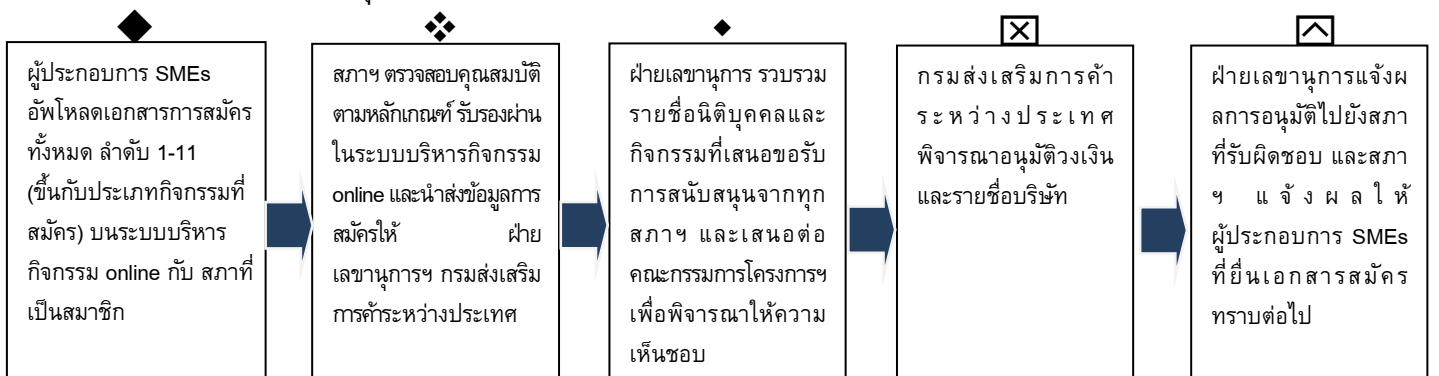 ผู้ประกอบการ SMEs
อัพโหลดเอกสารการสมัคร
ทั้งหมด ลำดับ 1-11
(ขึ้นกับประเภทกิจกรรมที่
สมัคร) บนระบบบริหาร
กิจกรรม online กับ สภาที่
เป็นสมาชิก
สภาฯ ตรวจสอบคุณสมบัติ
ตามหลักเกณฑ์ รับรองผ่าน
ในระบบบริหารกิจกรรม
online และนำส่งข้อมูลการ
สมัครให้ ฝ่าย
เลขานุการฯ กรมส่งเสริม
การค้าระหว่างประเทศ
ฝ่ายเลขานุการ รวบรวม
รายชื่อนิติบุคคลและ
กิจกรรมที่เสนอขอรับ
การสนับสนุนจากทุก
สภาฯ และเสนอต่อ
คณะกรรมการโครงการฯ
เพื่อพิจารณาให้ความ
เห็นชอบ
กรมส่งเสริมการค้า
ระหว่างประเทศ
พิจารณาอนุมัติวงเงิน
และรายชื่อบริษัท
ฝ่ายเลขานุการแจ้งผ
ลการอนุมัติไปยังสภา
ที่รับผิดชอบ และสภา
ฯ แจ้งผลให้
ผู้ประกอบการ SMEs
ที่ยื่นเอกสารสมัคร
ทราบต่อไป